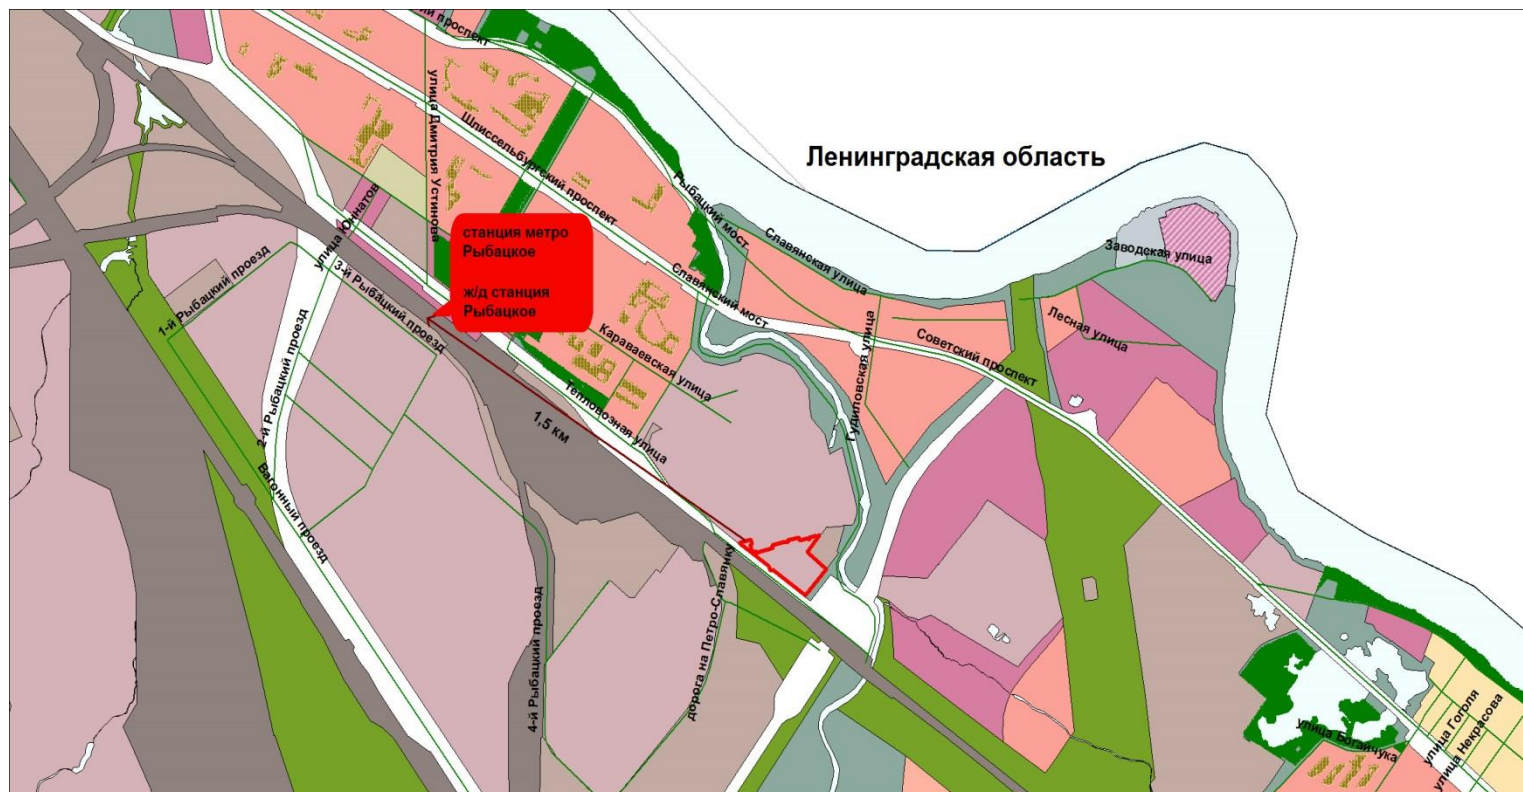 ий проспект
улица Дмитрия Устинова
Шлиссельбургский проспект
Ленинградская область
Рыбацкий мост
Славянская улица
Заводская улица
улица Юннатов
станция метро
Рыбацкое
ж/д станция
Рыбацкое
1-й Рыбацкий проезд
3-й Рыбацкий проезд
Славянский мост
Лесная улица
Советский проспект
Караваевская улица
Гудиловская улица
2-й Рыбацкий проезд
Тепловозная улица
1,5 км
Вагонный проезд
4-й Рыбацкий проезд
дорога на Петро-Славянку
улица Гоголя
улица Некрасова
улица Богайчука